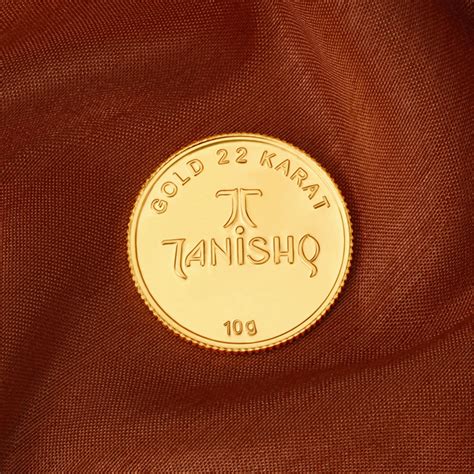 GOLD 22 KARAT
TANiSHQ
10g